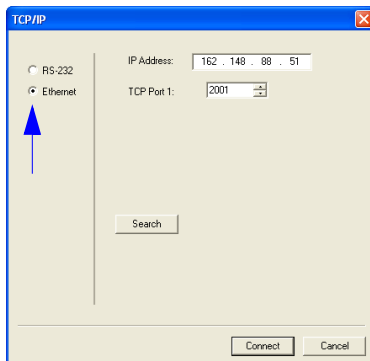 TCP/IP
RS-232
Ethernet
IP Address: 162 . 148 . 88 . 51
TCP Port 1: 2001
Search
Connect Cancel